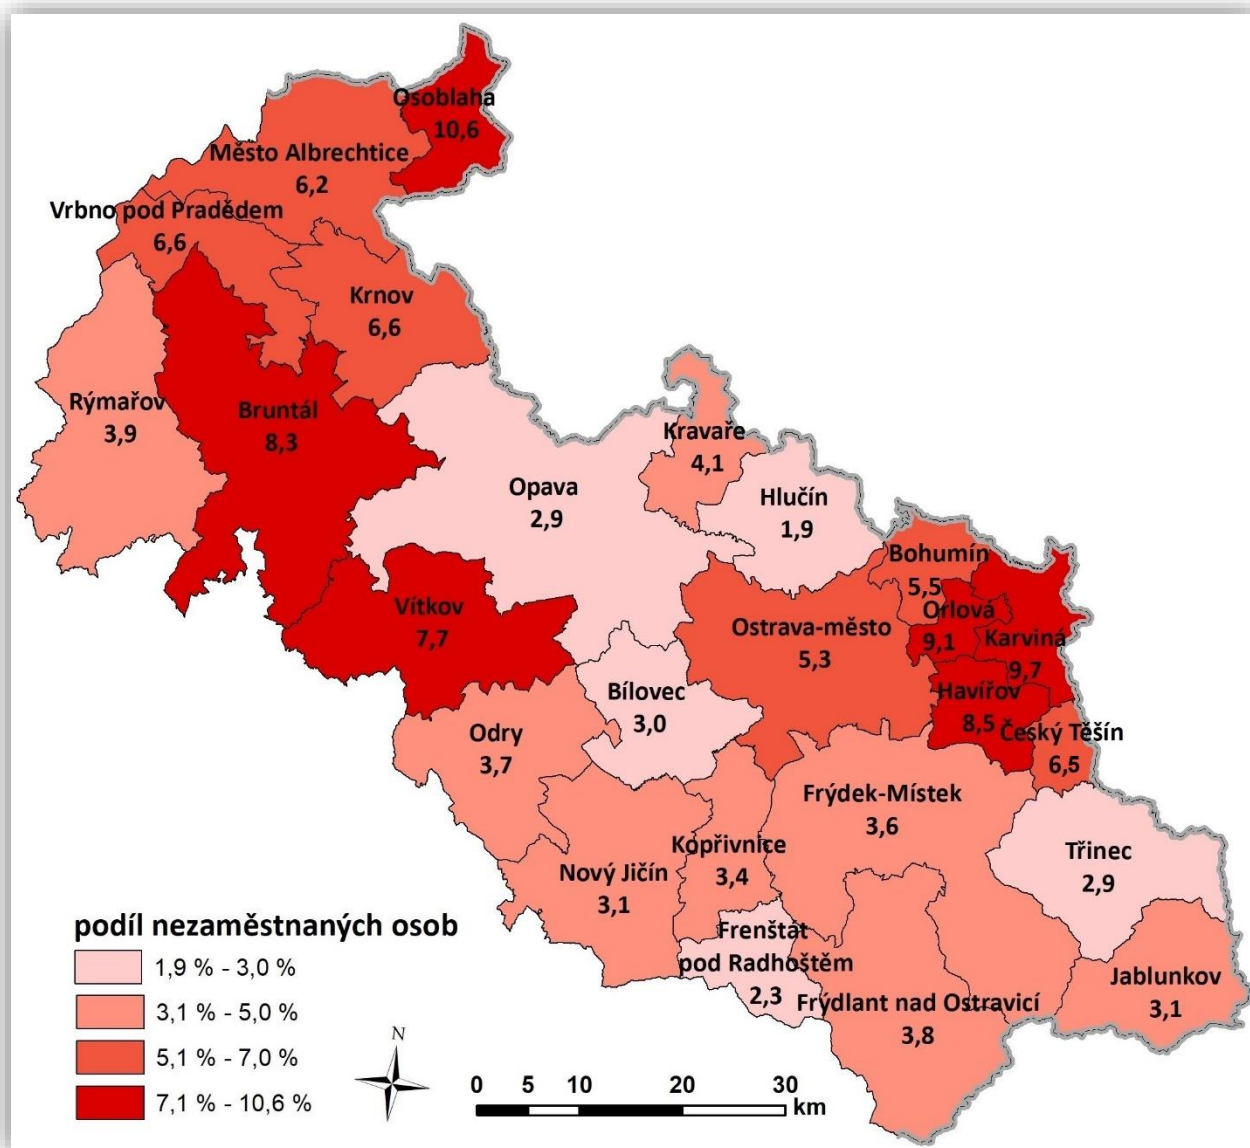 Osoblaha
10,6
Město Albrechtice
6,2
Vrbno pod Pradědem
6,6
Krnov
6,6
Rýmařov
3,9
Bruntál
8,3
Kravaře
4,1
Opava
2,9
Hlučín
1,9
Bohumín
5,5
Orlová
9,1
Karviná
9,7
Vítkov
7,7
Ostrava-město
5,3
Havířov
8,5
Bílovec
3,0
Český Těšín
6,5
Odry
3,7
Frýdek-Místek
3,6
Kopřivnice
3,4
Třinec
2,9
Nový Jičín
3,1
Frenštát
pod Radhoštěm
2,3
Frýdlant nad Ostravicí
3,8
Jablunkov
3,1
podíl nezaměstnaných osob
1,9 % - 3,0 %
3,1 % - 5,0 %
5,1 % - 7,0 %
7,1 % - 10,6 %
N
0 5 10 20 30
km